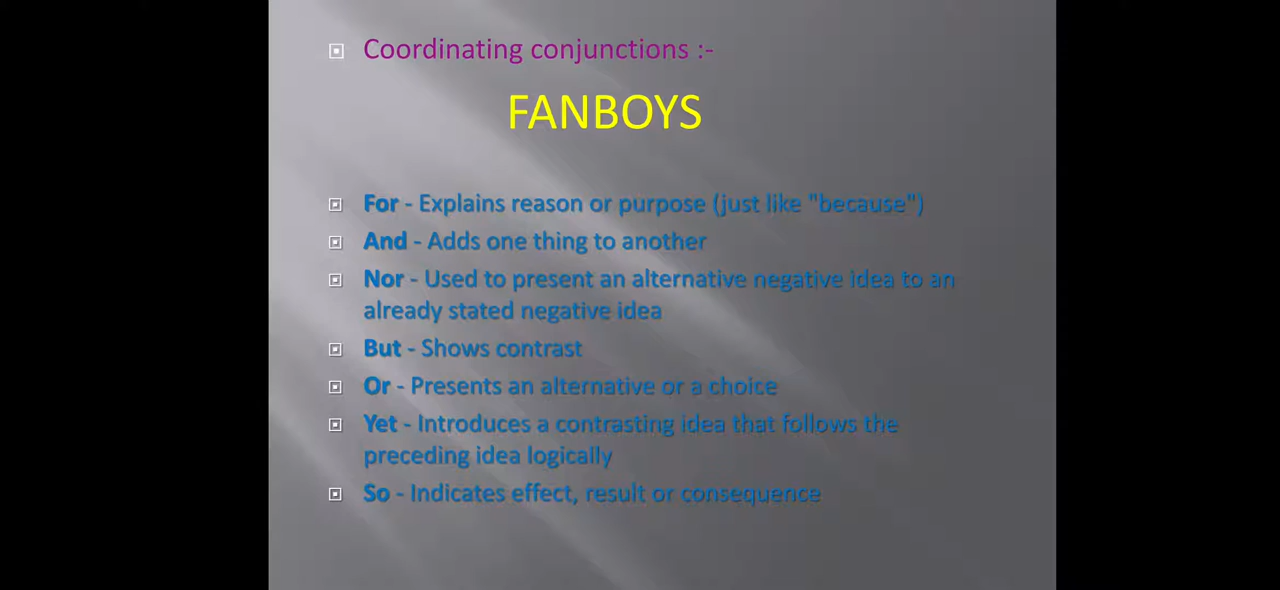 Coordinating conjunctions :-
FANBOYS
For - Explains reason or purpose (just like "because")
And - Adds one thing to another
Nor - Used to present an alternative negative idea to an
already stated negative idea
But - Shows contrast
Or - Presents an alternative or a choice
Yet - Introduces a contrasting idea that follows the
preceding idea logically
So - Indicates effect, result or consequence